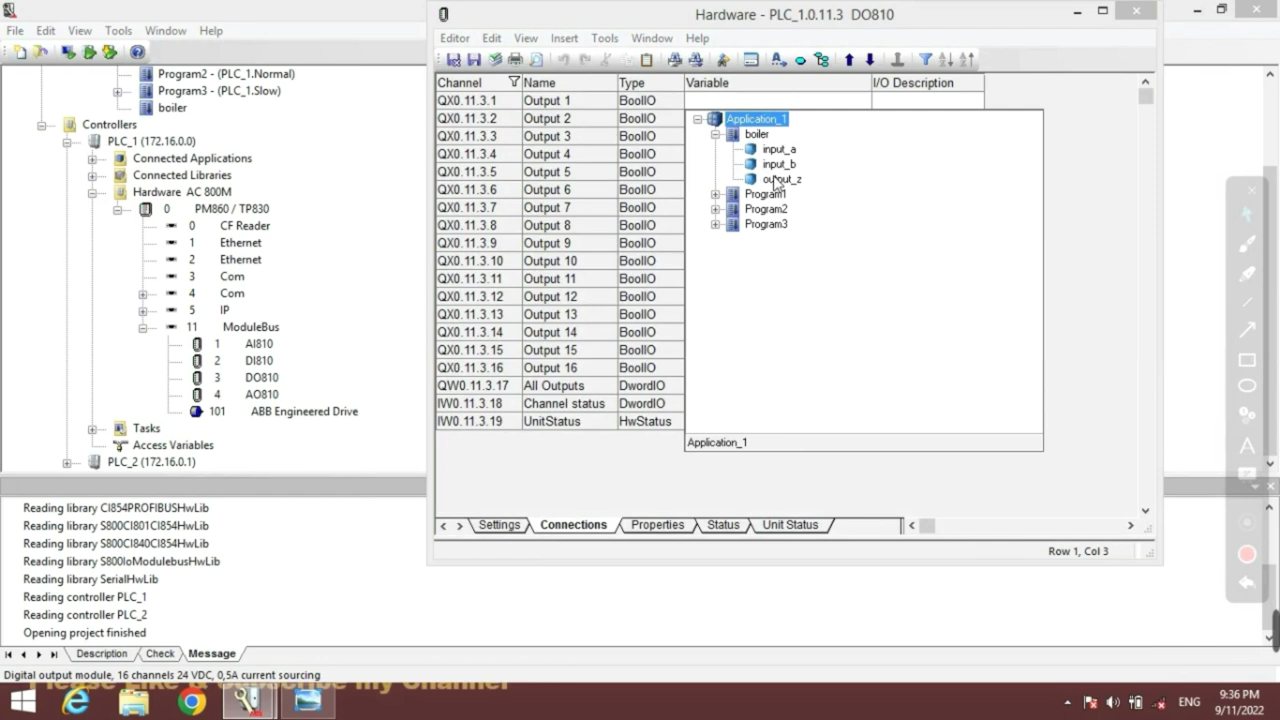 File Edit View Tools Window Help
Program2 - (PLC_1.Normal)
Program3 - (PLC_1.Slow)
boiler
Controllers
PLC_1 (172.16.0.0)
Connected Applications
Connected Libraries
Hardware AC 800M
0 PM860 / TP830
0 CF Reader
1 Ethernet
2 Ethernet
3 Com
4 Com
5 IP
11 ModuleBus
1 AI810
2 DI810
3 DO810
4 AO810
101 ABB Engineered Drive
Tasks
Access Variables
PLC_2 (172.16.0.1)
Hardware - PLC_1.0.11.3 DO810
Editor Edit View Insert Tools Window Help
Channel Name Type Variable I/O Description
QX0.11.3.1 Output 1 BoolIO
QX0.11.3.2 Output 2 BoolIO
QX0.11.3.3 Output 3 BoolIO
QX0.11.3.4 Output 4 BoolIO
QX0.11.3.5 Output 5 BoolIO
QX0.11.3.6 Output 6 BoolIO
QX0.11.3.7 Output 7 BoolIO
QX0.11.3.8 Output 8 BoolIO
QX0.11.3.9 Output 9 BoolIO
QX0.11.3.10 Output 10 BoolIO
QX0.11.3.11 Output 11 BoolIO
QX0.11.3.12 Output 12 BoolIO
QX0.11.3.13 Output 13 BoolIO
QX0.11.3.14 Output 14 BoolIO
QX0.11.3.15 Output 15 BoolIO
QX0.11.3.16 Output 16 BoolIO
QW0.11.3.17 All Outputs DwordIO
IW0.11.3.18 Channel status DwordIO
IW0.11.3.19 UnitStatus HwStatus
Application_1
boiler
input_a
input_b
output_z
Program1
Program2
Program3
Application_1
Settings Connections Properties Status Unit Status
Row 1, Col 3
Reading library CI854PROFIBUSHwLib
Reading library S800CI801CI854HwLib
Reading library S800CI840CI854HwLib
Reading library S800IoModulebusHwLib
Reading library SerialHwLib
Reading controller PLC_1
Reading controller PLC_2
Opening project finished
Description Check Message
Digital output module, 16 channels 24 VDC, 0,5A current sourcing
Please Like & Subscribe my Channel
ENG
9:36 PM
9/11/2022